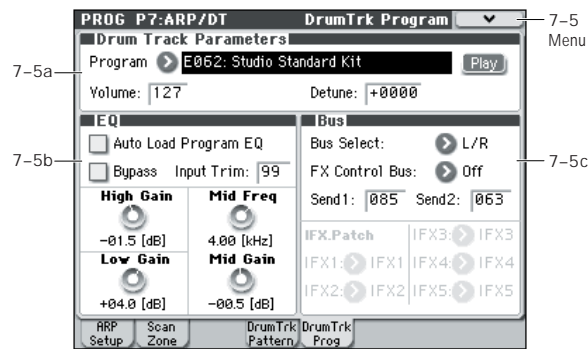 PROG P7:ARP/DT DrumTrk Program
7-5
Menu
Drum Track Parameters
7-5a
Program E062: Studio Standard Kit Play
Volume: 127 Detune: +0000
EQ
Bus
7-5b
Auto Load Program EQ
Bypass Input Trim: 99
Bus Select: L/R
FX Control Bus: Off
7-5c
Send1: 085 Send2: 063
High Gain Mid Freq
-01.5 [dB] 4.00 [kHz]
Low Gain Mid Gain
+04.0 [dB] -00.5 [dB]
IFX.Patch IFX3: IFX3
IFX1: IFX1 IFX4: IFX4
IFX2: IFX2 IFX5: IFX5
ARP Setup
Scan Zone
DrumTrk Pattern
DrumTrk Prog